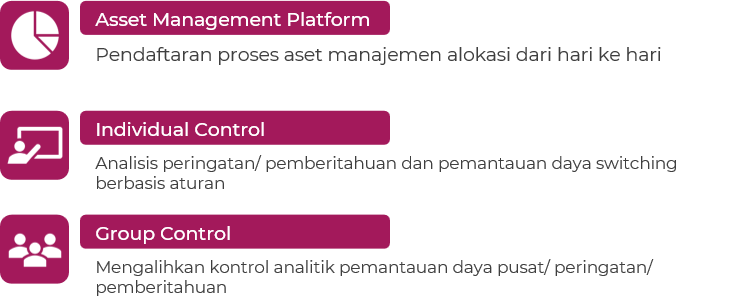 Asset Management Platform
Pendaftaran proses aset manajemen alokasi dari hari ke hari
Individual Control
Analisis peringatan/ pemberitahuan dan pemantauan daya switching
berbasis aturan
Group Control
Mengalihkan kontrol analitik pemantauan daya pusat/ peringatan/
pemberitahuan